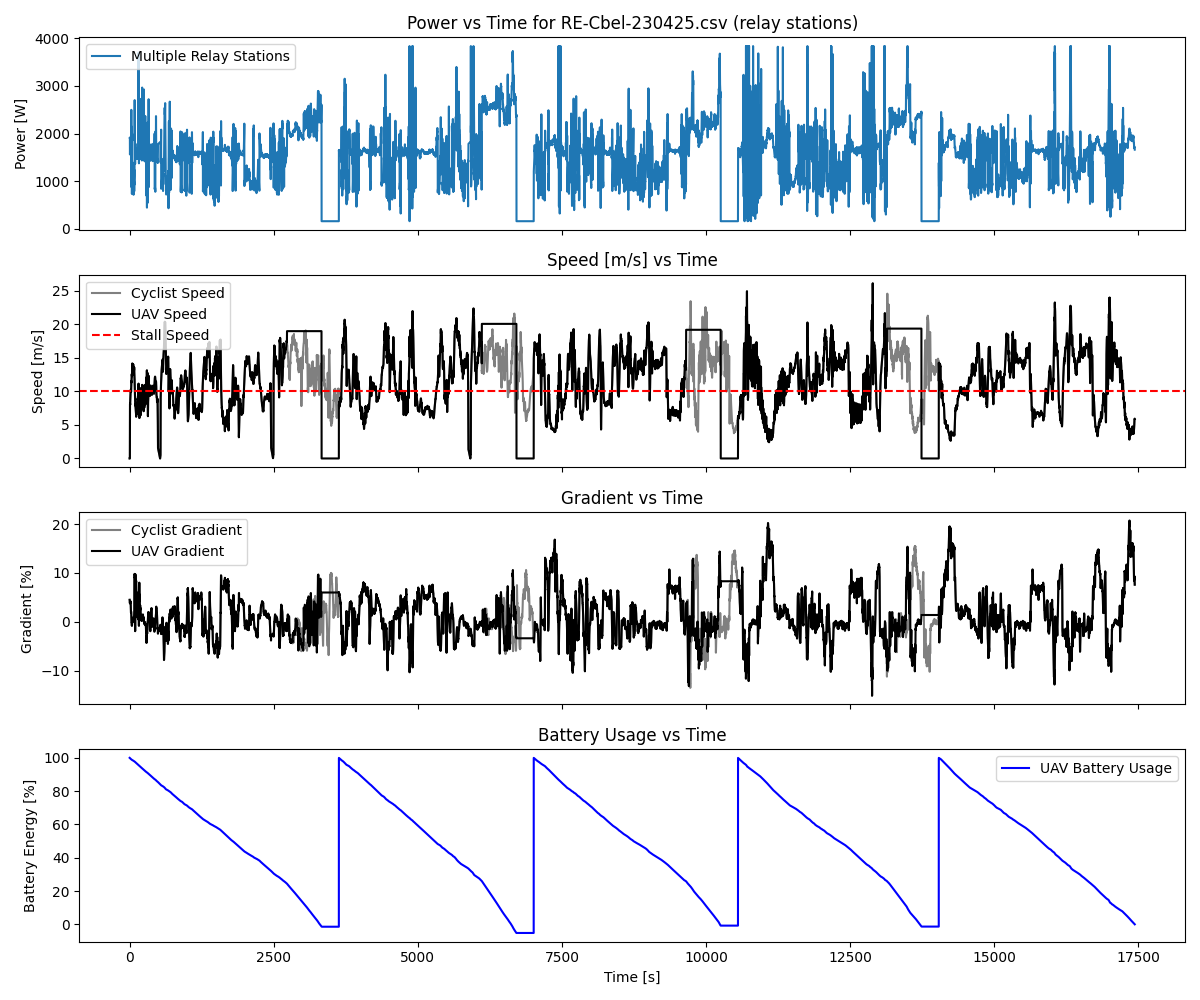 Power vs Time for RE-Cbel-230425.csv (relay stations)
Multiple Relay Stations
Power [W]
4000
3000
2000
1000
0
Speed [m/s] vs Time
Cyclist Speed
UAV Speed
Stall Speed
Speed [m/s]
25
20
15
10
5
0
Gradient vs Time
Cyclist Gradient
UAV Gradient
Gradient [%]
20
10
0
−10
Battery Usage vs Time
UAV Battery Usage
Battery Energy [%]
100
80
60
40
20
0
0 2500 5000 7500 10000 12500 15000 17500
Time [s]